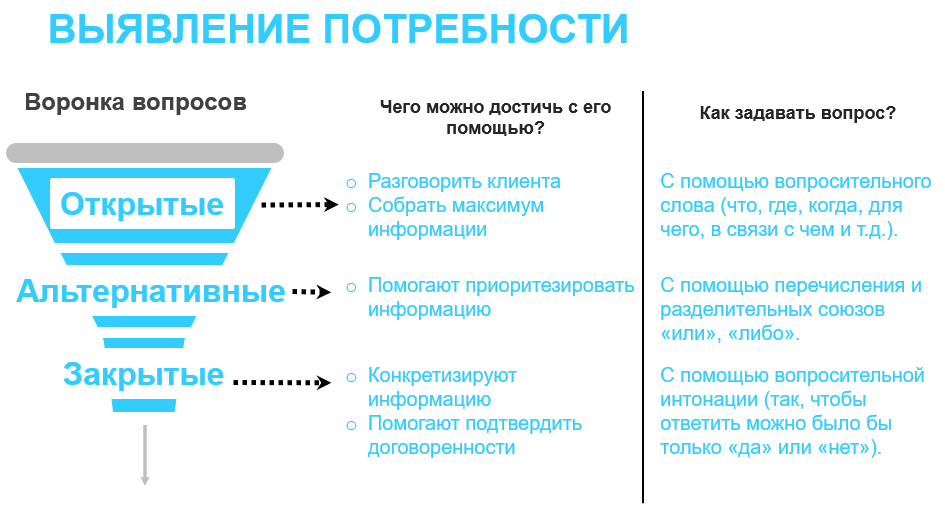 ВЫЯВЛЕНИЕ ПОТРЕБНОСТИ
Воронка вопросов
Чего можно достичь с его
помощью?
Как задавать вопрос?
Открытые
Разговорить клиента
Собрать максимум
информации
С помощью вопросительного
слова (что, где, когда, для
чего, в связи с чем и т.д.).
Альтернативные
Помогают приоритезировать
информацию
С помощью перечисления и
разделительных союзов
«или», «либо».
Закрытые
Конкретизируют
информацию
Помогают подтвердить
договоренности
С помощью вопросительной
интонации (так, чтобы
ответить можно было бы
только «да» или «нет»).